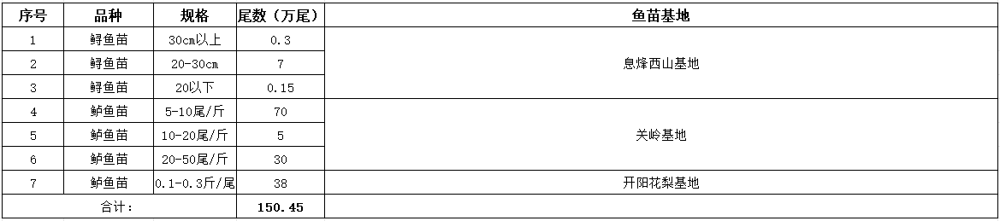 序号 品种 规格 尾数（万尾） 鱼苗基地
1 鲟鱼苗 30cm以上 0.3
2 鲟鱼苗 20-30cm 7 息烽西山基地
3 鲟鱼苗 20以下 0.15
4 鲈鱼苗 5-10尾/斤 70
5 鲈鱼苗 10-20尾/斤 5 关岭基地
6 鲈鱼苗 20-50尾/斤 30
7 鲈鱼苗 0.1-0.3斤/尾 38 开阳花梨基地
合计： 150.45